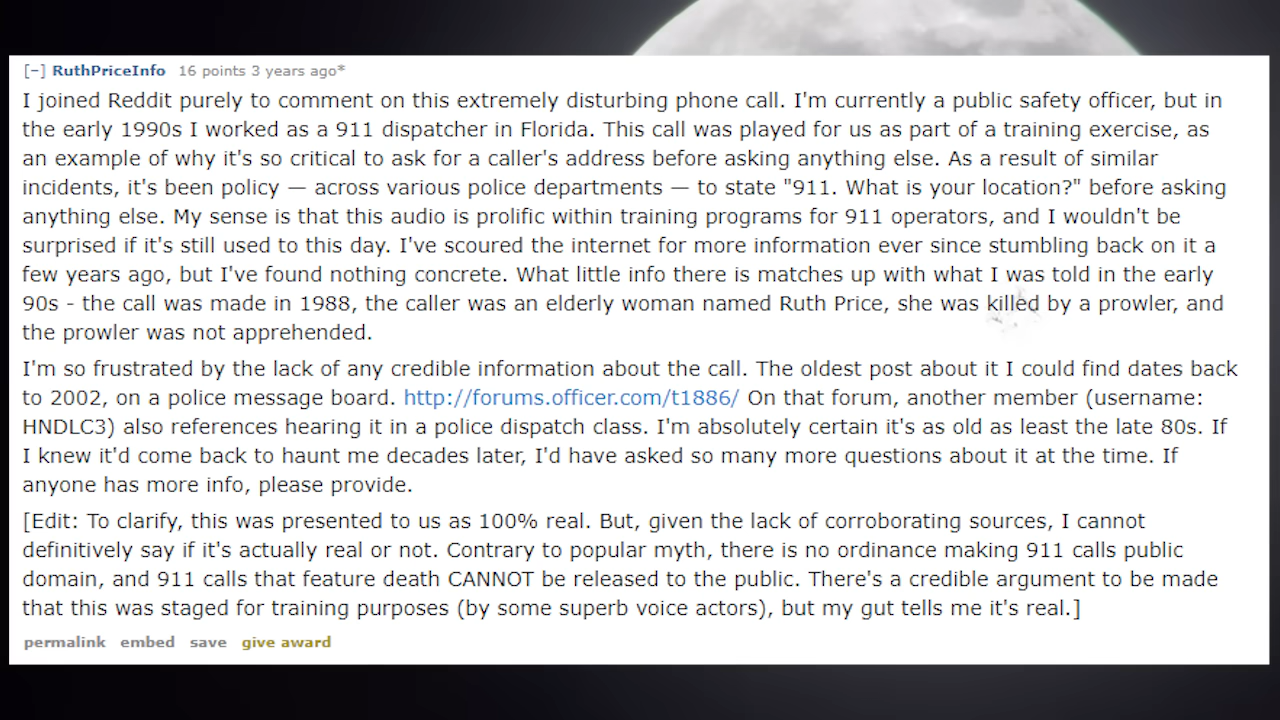 [−] RuthPriceInfo 16 points 3 years ago*
I joined Reddit purely to comment on this extremely disturbing phone call. I'm currently a public safety officer, but in
the early 1990s I worked as a 911 dispatcher in Florida. This call was played for us as part of a training exercise, as
an example of why it's so critical to ask for a caller's address before asking anything else. As a result of similar
incidents, it's been policy — across various police departments — to state "911. What is your location?" before asking
anything else. My sense is that this audio is prolific within training programs for 911 operators, and I wouldn't be
surprised if it's still used to this day. I've scoured the internet for more information ever since stumbling back on it a
few years ago, but I've found nothing concrete. What little info there is matches up with what I was told in the early
90s - the call was made in 1988, the caller was an elderly woman named Ruth Price, she was killed by a prowler, and
the prowler was not apprehended.
I'm so frustrated by the lack of any credible information about the call. The oldest post about it I could find dates back
to 2002, on a police message board. http://forums.officer.com/t1886/ On that forum, another member (username:
HNDLC3) also references hearing it in a police dispatch class. I'm absolutely certain it's as old as least the late 80s. If
I knew it'd come back to haunt me decades later, I'd have asked so many more questions about it at the time. If
anyone has more info, please provide.
[Edit: To clarify, this was presented to us as 100% real. But, given the lack of corroborating sources, I cannot
definitively say if it's actually real or not. Contrary to popular myth, there is no ordinance making 911 calls public
domain, and 911 calls that feature death CANNOT be released to the public. There's a credible argument to be made
that this was staged for training purposes (by some superb voice actors), but my gut tells me it's real.]
permalink embed save give award